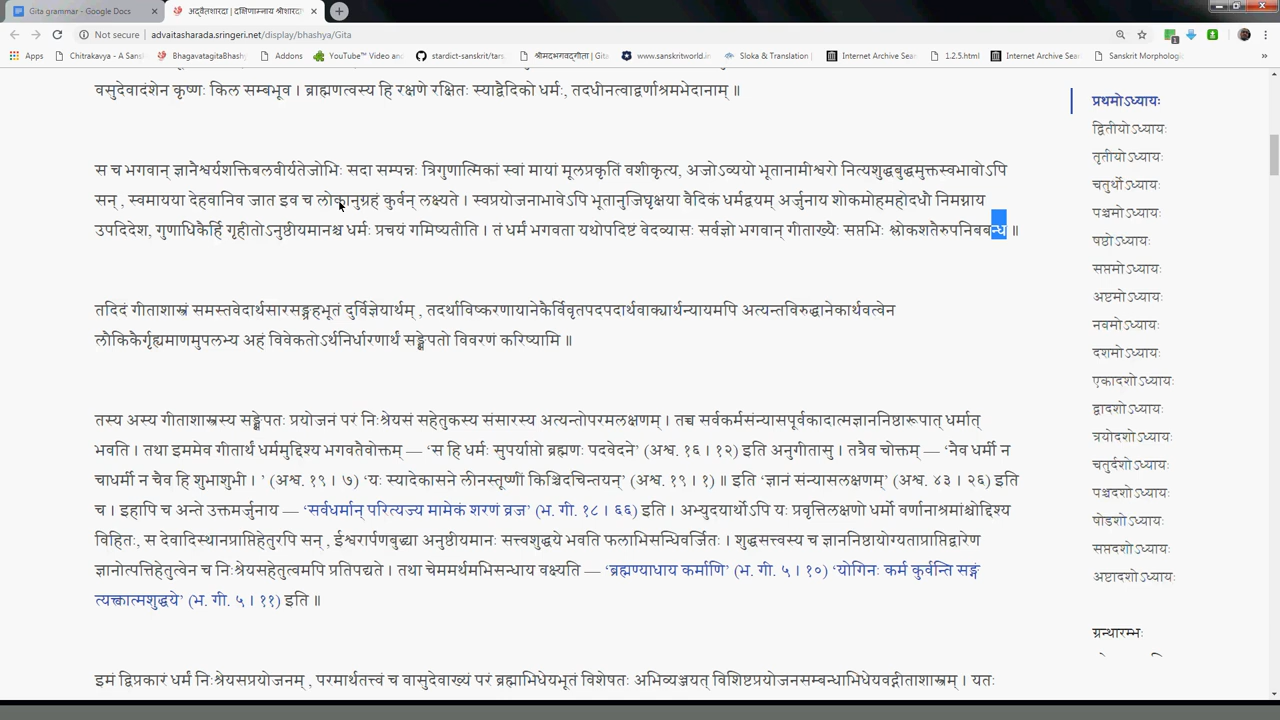 Gita grammar - Google Docs
अद्वैतशारदा | दक्षिणाम्नाय श्रीशारदा
Not secure | advaitasharada.sringeri.net/display/bhashya/Gita
Apps
Chitrakavya - A Sansl
BhagavatagitaBhasy
Addons
YouTube™ Video and
stardict-sanskrit/tars
श्रीमद्भगवद्गीता | Gita
www.sanskritworld.in
Sloka & Translation
Internet Archive Sear
1.2.5.html
Internet Archive Sear
Sanskrit Morphologic
वसुदेवादंशेन कृष्णः किल सम्बभूव । ब्राह्मणत्वस्य हि रक्षणे रक्षितः स्याद्वैदिको धर्मः, तदधीनत्वाद्वर्णाश्रमभेदानाम् ॥
स च भगवान् ज्ञानैश्वर्यशक्तिबलवीर्यतेजोभिः सदा सम्पन्नः त्रिगुणात्मिकां स्वां मायां मूलप्रकृतिं वशीकृत्य, अजोऽव्ययो भूतानामीश्वरो नित्यशुद्धबुद्धमुक्तस्वभावोऽपि
सन् , स्वमायया देहवानिव जात इव च लोकानुग्रहं कुर्वन् लक्ष्यते । स्वप्रयोजनाभावेऽपि भूतानुजिघृक्षया वैदिकं धर्मद्वयम् अर्जुनाय शोकमोहमहोदधौ निमग्नाय
उपदिदेश, गुणाधिकैर्हि गृहीतोऽनुष्ठीयमानश्च धर्मः प्रचयं गमिष्यतीति । तं धर्मं भगवता यथोपदिष्टं वेदव्यासः सर्वज्ञो भगवान् गीताख्यैः सप्तभिः श्लोकशतैरुपनिबबन्ध ॥
तदिदं गीताशास्त्रं समस्तवेदार्थसारसङ्ग्रहभूतं दुर्विज्ञेयार्थम् , तदर्थाविष्करणायानेकैर्विवृतपदपदार्थवाक्यार्थन्यायमपि अत्यन्तविरुद्धानेकार्थवत्वेन
लौकिकैर्गृह्यमाणमुपलभ्य अहं विवेकतोऽर्थनिर्धारणार्थं सङ्क्षेपतो विवरणं करिष्यामि ॥
तस्य अस्य गीताशास्त्रस्य सङ्क्षेपतः प्रयोजनं परं निःश्रेयसं सहेतुकस्य संसारस्य अत्यन्तोपरमलक्षणम् । तच्च सर्वकर्मसंन्यासपूर्वकादात्मज्ञाननिष्ठारूपात् धर्मात्
भवति । तथा इममेव गीतार्थं धर्ममुद्दिश्य भगवतैवोक्तम् — ‘स हि धर्मः सुपर्याप्तो ब्रह्मणः पदवेदने’ (अश्व. १६ । १२) इति अनुगीतासु । तत्रैव चोक्तम् — ‘नैव धर्मी न
चाधर्मी न चैव हि शुभाशुभी । ’ (अश्व. १९ । ७) ‘यः स्यादेकासने लीनस्तूष्णीं किञ्चिदचिन्तयन्’ (अश्व. १९ । १) ॥ इति ‘ज्ञानं संन्यासलक्षणम्’ (अश्व. ४३ । २६) इति
च । इहापि च अन्ते उक्तमर्जुनाय — ‘सर्वधर्मान् परित्यज्य मामेकं शरणं व्रज’ (भ. गी. १८ । ६६) इति । अभ्युदयार्थोऽपि यः प्रवृत्तिलक्षणो धर्मो वर्णानाश्रमांश्चोद्दिश्य
विहितः, स देवादिस्थानप्राप्तिहेतुरपि सन् , ईश्वरार्पणबुद्ध्या अनुष्ठीयमानः सत्त्वशुद्धये भवति फलाभिसन्धिवर्जितः । शुद्धसत्त्वस्य च ज्ञाननिष्ठायोग्यताप्राप्तिद्वारेण
ज्ञानोत्पत्तिहेतुत्वेन च निःश्रेयसहेतुत्वमपि प्रतिपद्यते । तथा चेममर्थमभिसन्धाय वक्ष्यति — ‘ब्रह्मण्याधाय कर्माणि’ (भ. गी. ५ । १०) ‘योगिनः कर्म कुर्वन्ति सङ्गं
त्यक्त्वात्मशुद्धये’ (भ. गी. ५ । ११) इति ॥
इमं द्विप्रकारं धर्मं निःश्रेयसप्रयोजनम् , परमार्थतत्त्वं च वासुदेवाख्यं परं ब्रह्माभिधेयभूतं विशेषतः अभिव्यञ्जयत् विशिष्टप्रयोजनसम्बन्धाभिधेयवद्गीताशास्त्रम् । यतः
प्रथमोऽध्यायः
द्वितीयोऽध्यायः
तृतीयोऽध्यायः
चतुर्थोऽध्यायः
पञ्चमोऽध्यायः
षष्ठोऽध्यायः
सप्तमोऽध्यायः
अष्टमोऽध्यायः
नवमोऽध्यायः
दशमोऽध्यायः
एकादशोऽध्यायः
द्वादशोऽध्यायः
त्रयोदशोऽध्यायः
चतुर्दशोऽध्यायः
पञ्चदशोऽध्यायः
षोडशोऽध्यायः
सप्तदशोऽध्यायः
अष्टादशोऽध्यायः
ग्रन्थारम्भः